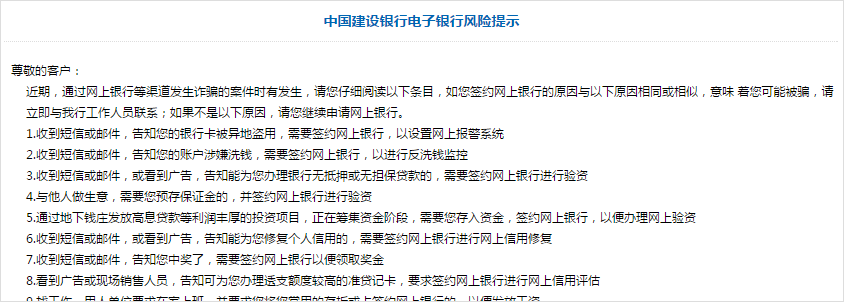 中国建设银行电子银行风险提示
尊敬的客户：
近期，通过网上银行等渠道发生诈骗的案件时有发生，请您仔细阅读以下条目，如您签约网上银行的原因与以下原因相同或相似，意味 着您可能被骗，请
立即与我行工作人员联系；如果不是以下原因，请您继续申请网上银行。
1.收到短信或邮件，告知您的银行卡被异地盗用，需要签约网上银行，以设置网上报警系统
2.收到短信或邮件，告知您的账户涉嫌洗钱，需要签约网上银行，以进行反洗钱监控
3.收到短信或邮件，或看到广告，告知能为您办理银行无抵押或无担保贷款的，需要签约网上银行进行验资
4.与他人做生意，需要您预存保证金的，并签约网上银行进行验资
5.通过地下钱庄发放高息贷款等利润丰厚的投资项目，正在筹集资金阶段，需要您存入资金，签约网上银行，以便办理网上验资
6.收到短信或邮件，或看到广告，告知能为您修复个人信用的，需要签约网上银行进行网上信用修复
7.收到短信或邮件，告知您中奖了，需要签约网上银行以便领取奖金
8.看到广告或现场销售人员，告知可为您办理透支额度较高的准贷记卡，要求签约网上银行进行网上信用评估